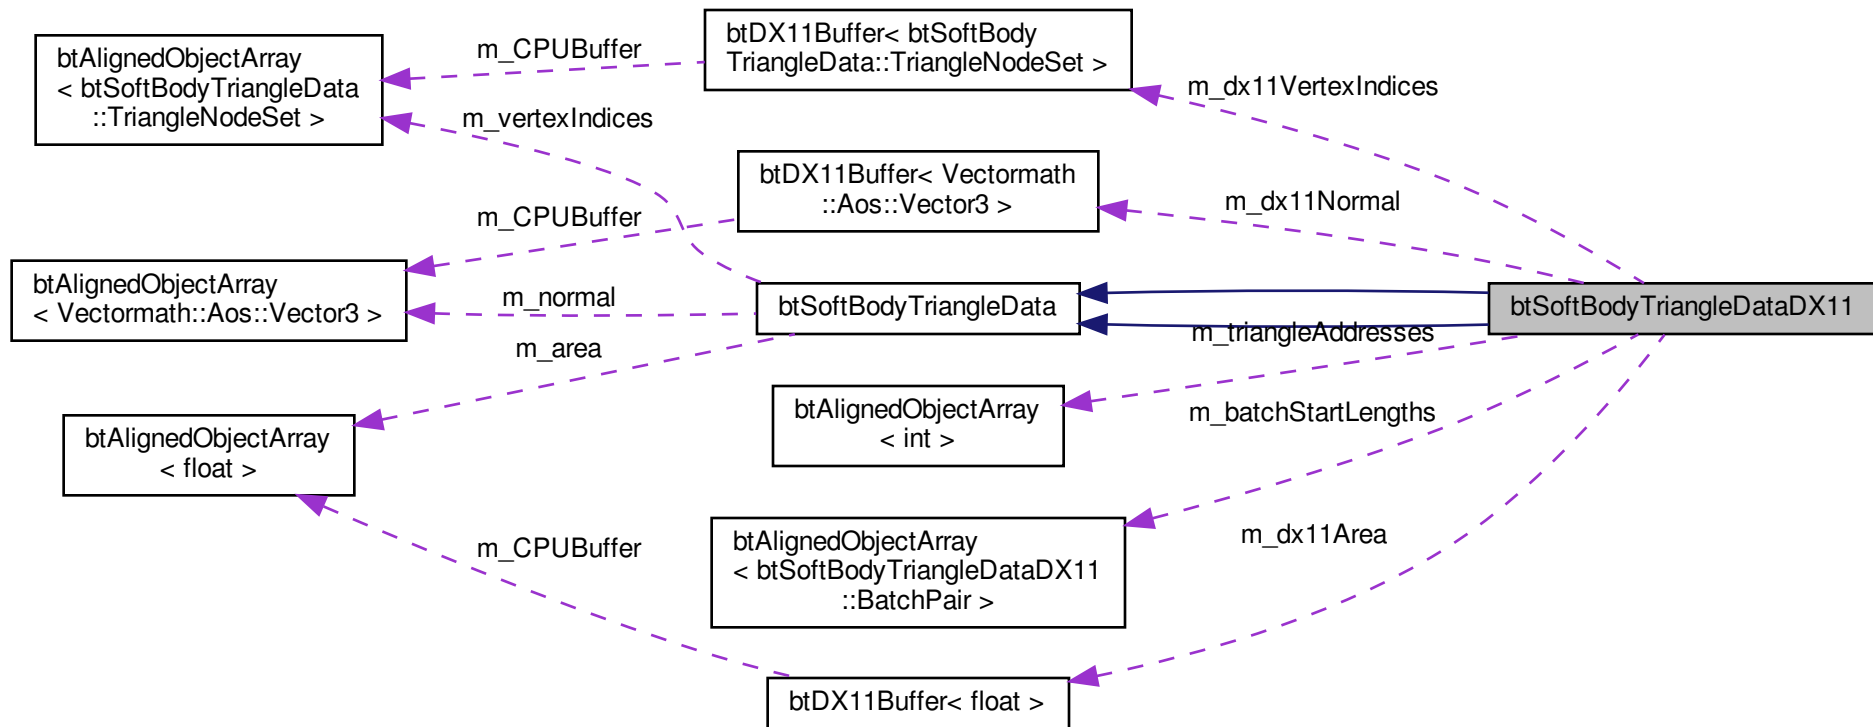 btAlignedObjectArray
< btSoftBodyTriangleData
::TriangleNodeSet >
m_CPUBuffer
btDX11Buffer< btSoftBody
TriangleData::TriangleNodeSet >
m_dx11VertexIndices
m_vertexIndices
btDX11Buffer< Vectormath
::Aos::Vector3 >
m_dx11Normal
m_CPUBuffer
btAlignedObjectArray
< Vectormath::Aos::Vector3 >
m_normal
btSoftBodyTriangleData
btSoftBodyTriangleDataDX11
m_triangleAddresses
m_area
btAlignedObjectArray
< int >
m_batchStartLengths
btAlignedObjectArray
< float >
btAlignedObjectArray
< btSoftBodyTriangleDataDX11
::BatchPair >
m_dx11Area
m_CPUBuffer
btDX11Buffer< float >